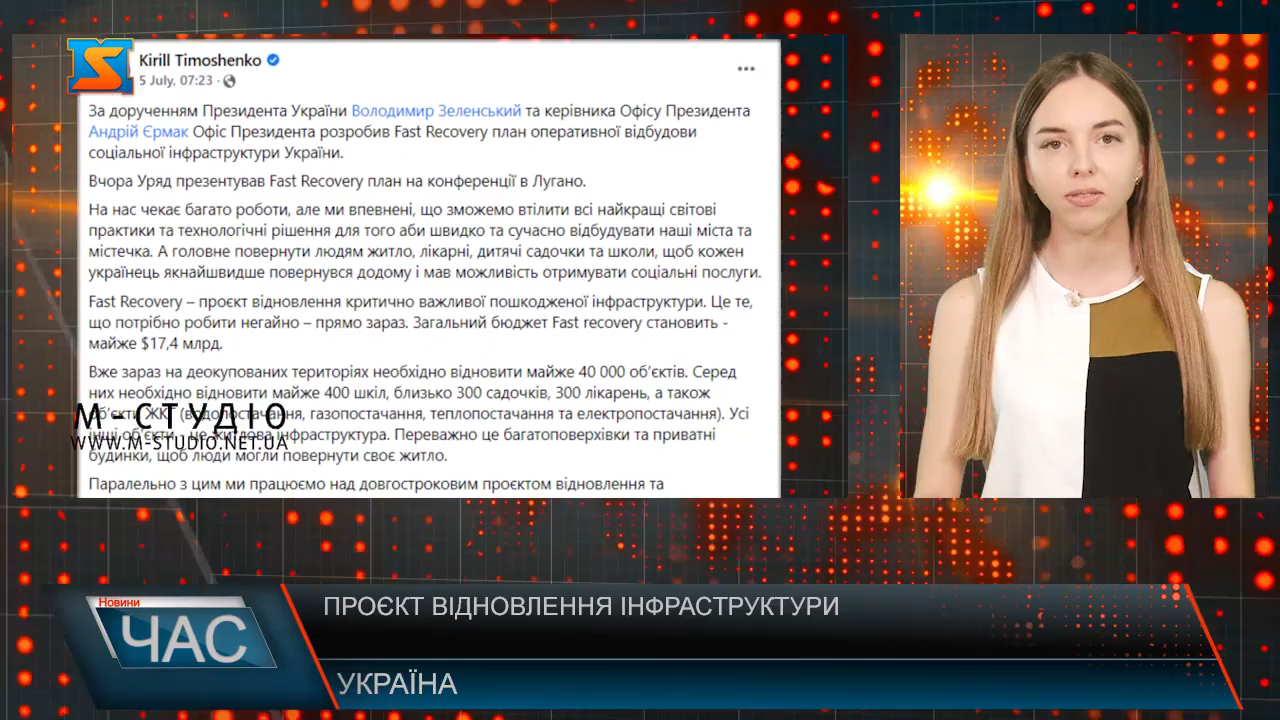 Kirill Timoshenko
5 July, 07:23 ·
За дорученням Президента України Володимир Зеленський та керівника Офісу Президента
Андрій Єрмак Офіс Президента розробив Fast Recovery план оперативної відбудови
соціальної інфраструктури України.
Вчора Уряд презентував Fast Recovery план на конференції в Лугано.
На нас чекає багато роботи, але ми впевнені, що зможемо втілити всі найкращі світові
практики та технологічні рішення для того аби швидко та сучасно відбудувати наші міста та
містечка. А головне повернути людям житло, лікарні, дитячі садочки та школи, щоб кожен
українець якнайшвидше повернувся додому і мав можливість отримувати соціальні послуги.
Fast Recovery – проєкт відновлення критично важливої пошкодженої інфраструктури. Це те,
що потрібно робити негайно – прямо зараз. Загальний бюджет Fast recovery становить -
майже $17,4 млрд.
Вже зараз на деокупованих територіях необхідно відновити майже 40 000 об’єктів. Серед
них необхідно відновити майже 400 шкіл, близько 300 садочків, 300 лікарень, а також
газопостачання, теплопостачання та електропостачання). Усі
інфраструктура. Переважно це багатоповерхівки та приватні
будинки, щоб люди могли повернути своє житло.
Паралельно з цим ми працюємо над довгостроковим проєктом відновлення та
М-СТУДІО
WWW.M-STUDIO.NET.UA
Новини
ЧАС
ПРОЄКТ ВІДНОВЛЕННЯ ІНФРАСТРУКТУРИ
УКРАЇНА